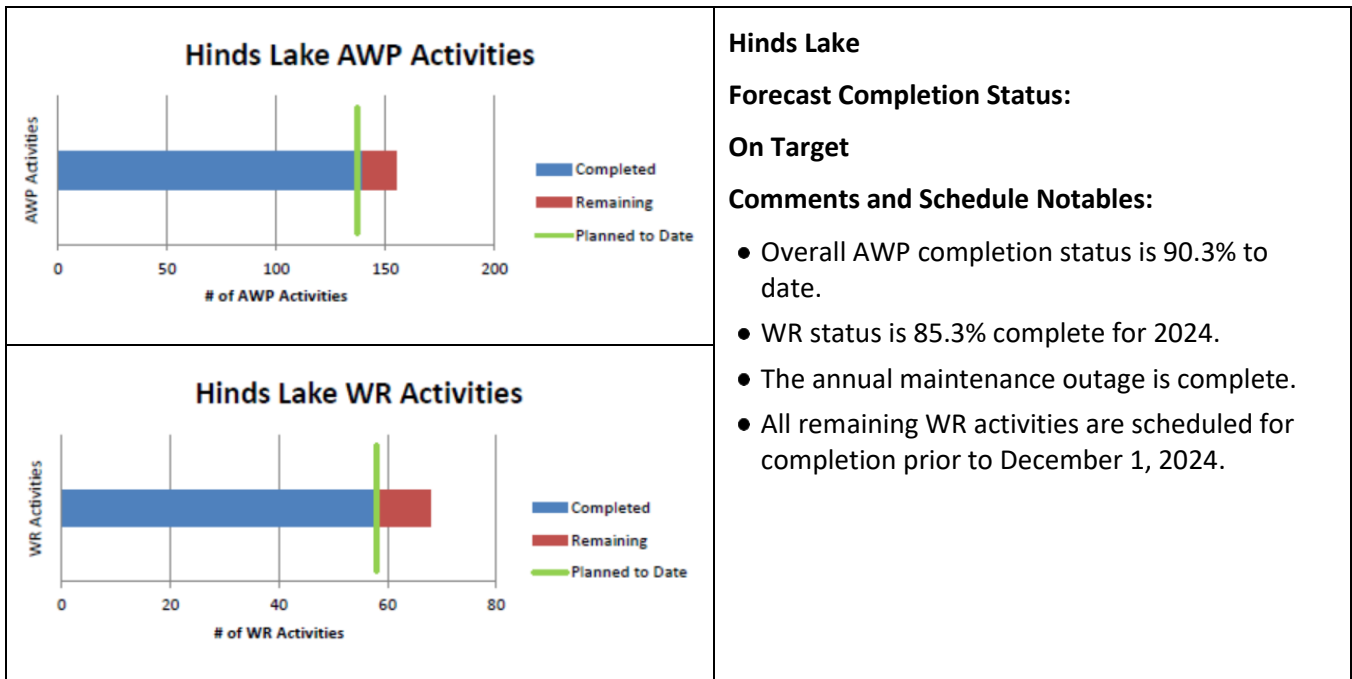 Hinds Lake AWP Activities
AWP Activities
Completed
Remaining
Planned to Date
0 50 100 150 200
# of AWP Activities
Hinds Lake WR Activities
WR Activities
Completed
Remaining
Planned to Date
0 20 40 60 80
# of WR Activities
Hinds Lake
Forecast Completion Status:
On Target
Comments and Schedule Notables:
● Overall AWP completion status is 90.3% to
date.
● WR status is 85.3% complete for 2024.
● The annual maintenance outage is complete.
● All remaining WR activities are scheduled for
completion prior to December 1, 2024.